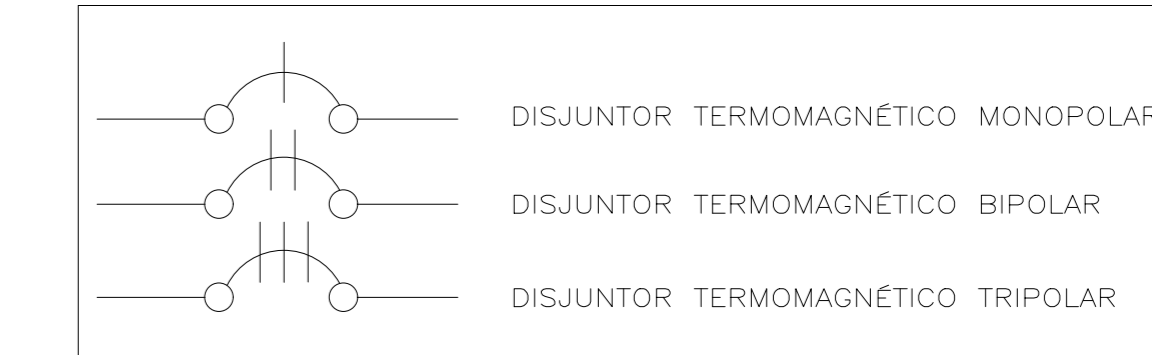 DISJUNTOR TERMOMAGNÉTICO MONOPOLAR
DISJUNTOR TERMOMAGNÉTICO BIPOLAR
DISJUNTOR TERMOMAGNÉTICO TRIPOLAR